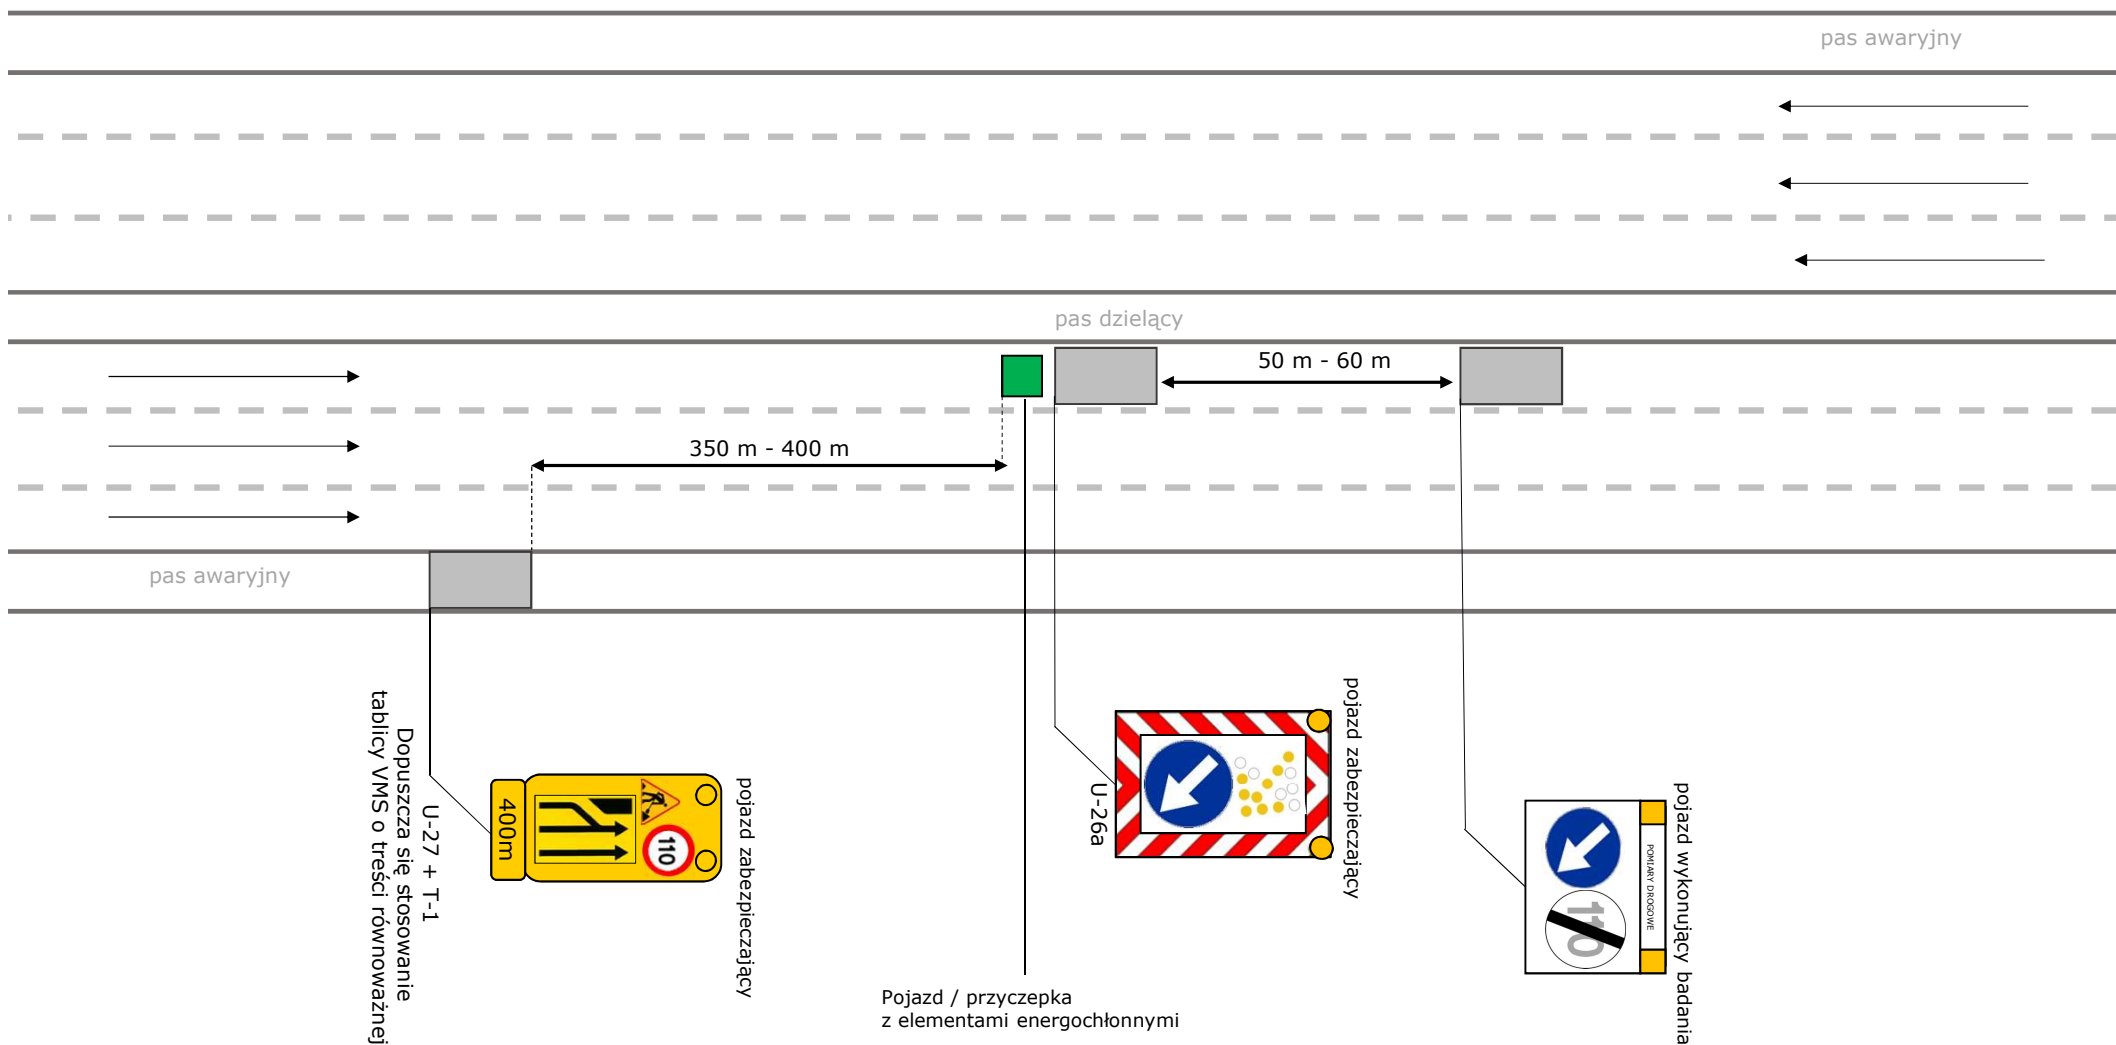 pas awaryjny
pas dzielący
50 m - 60 m
350 m - 400 m
pas awaryjny
U-27 + T-1
Dopuszcza się stosowanie
tablicy VMS o treści równoważnej
400m
110
pojazd zabezpieczający
U-26a
pojazd zabezpieczający
110
POMIARY DROGOWE
pojazd wykonujący badania
Pojazd / przyczepka
z elementami energochłonnymi